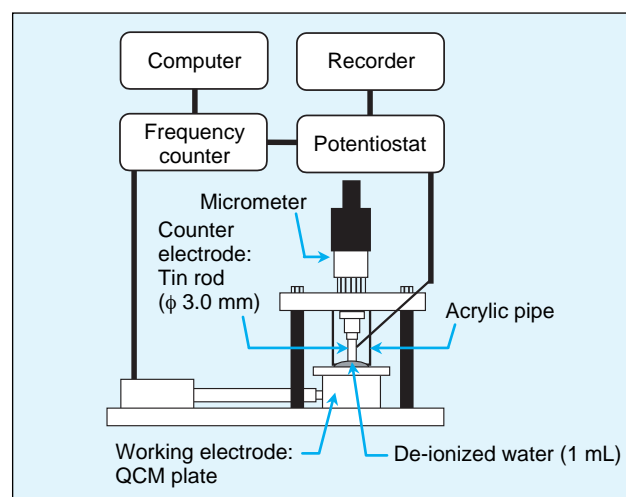 Computer
Recorder
Frequency
counter
Potentiostat
Micrometer
Counter
electrode:
Tin rod
(ϕ 3.0 mm)
Acrylic pipe
Working electrode:
QCM plate
De-ionized water (1 mL)